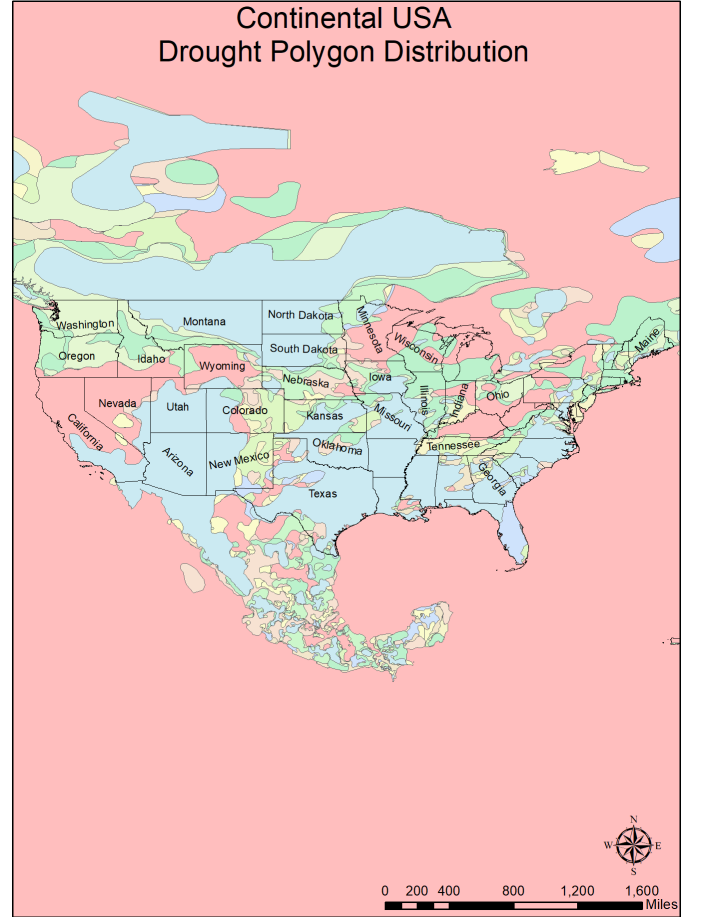 Continental USA
Drought Polygon Distribution
Washington
Montana
North Dakota
Minnesota
Maine
Oregon
Idaho
Wyoming
South Dakota
Wisconsin
Nebraska
Iowa
Nevada
Utah
Colorado
Kansas
Missouri
Illinois
Indiana
Ohio
California
Arizona
New Mexico
Oklahoma
Tennessee
Georgia
Texas
N
W
E
S
0 200 400 800 1,200 1,600
Miles